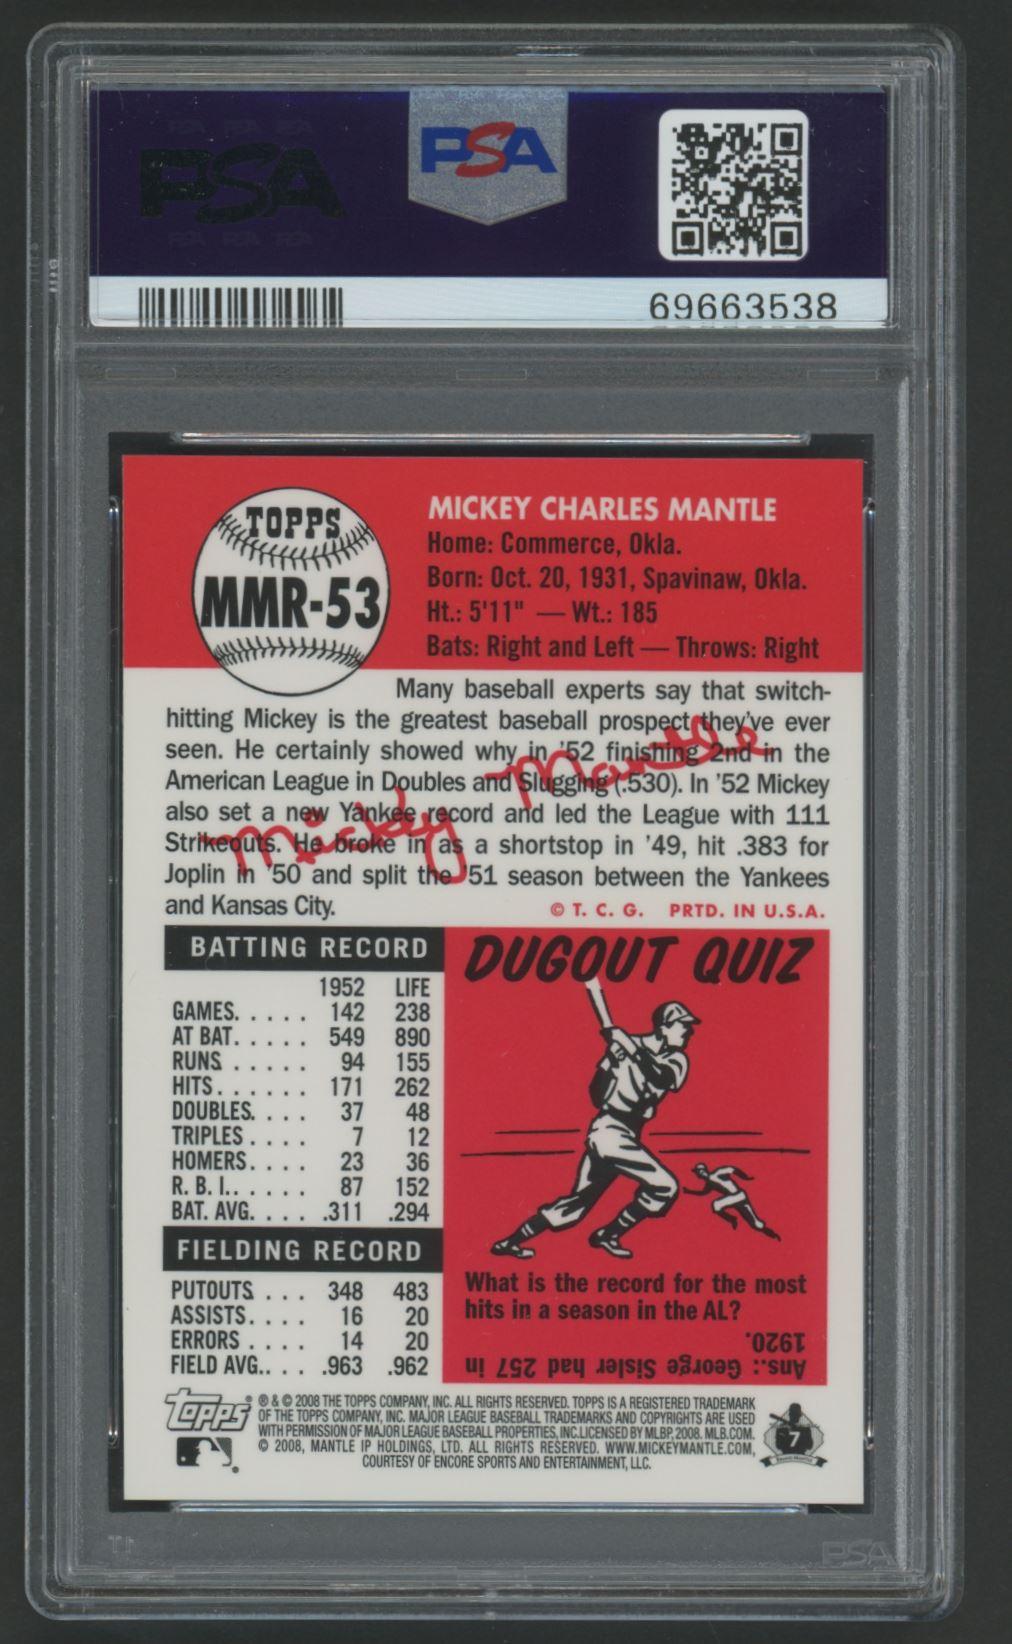 PSA
PSA
69663538
TOPPS
MMR-53
MICKEY CHARLES MANTLE
Home: Commerce, Okla.
Born: Oct. 20, 1931, Spavinaw, Okla.
Ht.: 5'11" — Wt.: 185
Bats: Right and Left — Throws: Right
Many baseball experts say that switch-
hitting Mickey is the greatest baseball prospect they've ever
seen. He certainly showed why in '52 finishing 2nd in the
American League in Doubles and Slugging (.530). In '52 Mickey
also set a new Yankee record and led the League with 111
Strikeouts. He broke in as a shortstop in '49, hit .383 for
Joplin in '50 and split the '51 season between the Yankees
and Kansas City.
Mickey Mantle
© T. C. G. PRTD. IN U.S.A.
BATTING RECORD
1952 LIFE
GAMES. . . . . 142 238
AT BAT. . . . . 549 890
RUNS . . . . . 94 155
HITS. . . . . . 171 262
DOUBLES. . . . 37 48
TRIPLES . . . . 7 12
HOMERS. . . . 23 36
R. B. I.. . . . . 87 152
BAT. AVG. . . . .311 .294
FIELDING RECORD
PUTOUTS . . . 348 483
ASSISTS. . . . 16 20
ERRORS . . . . 14 20
FIELD AVG.. . . .963 .962
DUGOUT QUIZ
What is the record for the most
hits in a season in the AL?
Ans.: George Sisler had 257 in
1920.
Topps
® & © 2008 THE TOPPS COMPANY, INC. ALL RIGHTS RESERVED. TOPPS IS A REGISTERED TRADEMARK
OF THE TOPPS COMPANY, INC. MAJOR LEAGUE BASEBALL TRADEMARKS AND COPYRIGHTS ARE USED
WITH PERMISSION OF MAJOR LEAGUE BASEBALL PROPERTIES, INC. LICENSED BY MLBP, 2008. MLB.COM.
© 2008, MANTLE IP HOLDINGS, LTD. ALL RIGHTS RESERVED. WWW.MICKEYMANTLE.COM,
COURTESY OF ENCORE SPORTS AND ENTERTAINMENT, LLC.
7
PSA